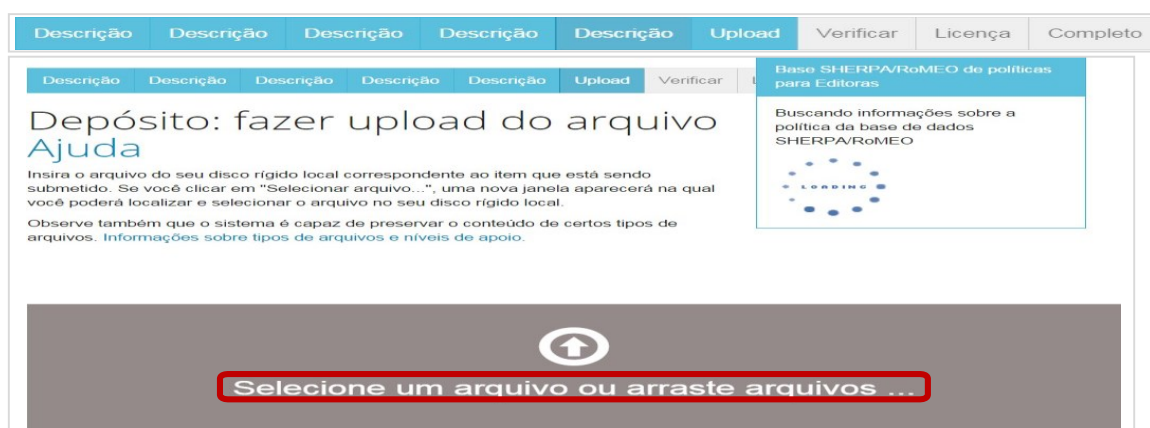 Descrição Descrição Descrição Descrição Descrição Upload Verificar Licença Completo
Descrição Descrição Descrição Descrição Descrição Upload Verificar
Base SHERPA/RoMEO de políticas
para Editoras
Buscando informações sobre a
política da base de dados
SHERPA/RoMEO
LOADING
Depósito: fazer upload do arquivo
Ajuda
Insira o arquivo do seu disco rígido local correspondente ao item que está sendo
submetido. Se você clicar em "Selecionar arquivo...", uma nova janela aparecerá na qual
você poderá localizar e selecionar o arquivo no seu disco rígido local.
Observe também que o sistema é capaz de preservar o conteúdo de certos tipos de
arquivos. Informações sobre tipos de arquivos e níveis de apoio.
Selecione um arquivo ou arraste arquivos ...